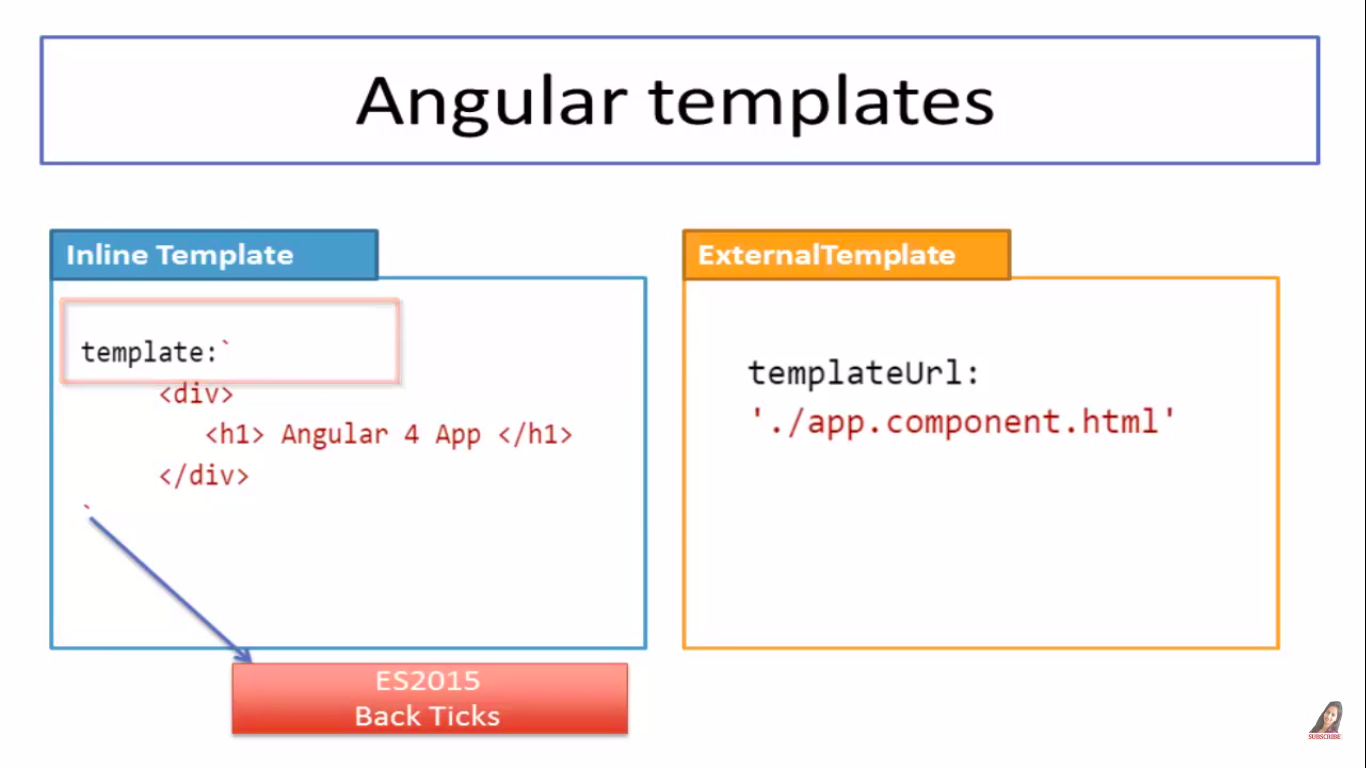 Angular templates
Inline Template
template:`
<div>
<h1> Angular 4 App </h1>
</div>
`
ES2015
Back Ticks
ExternalTemplate
templateUrl:
'./app.component.html'
SUBSCRIBE